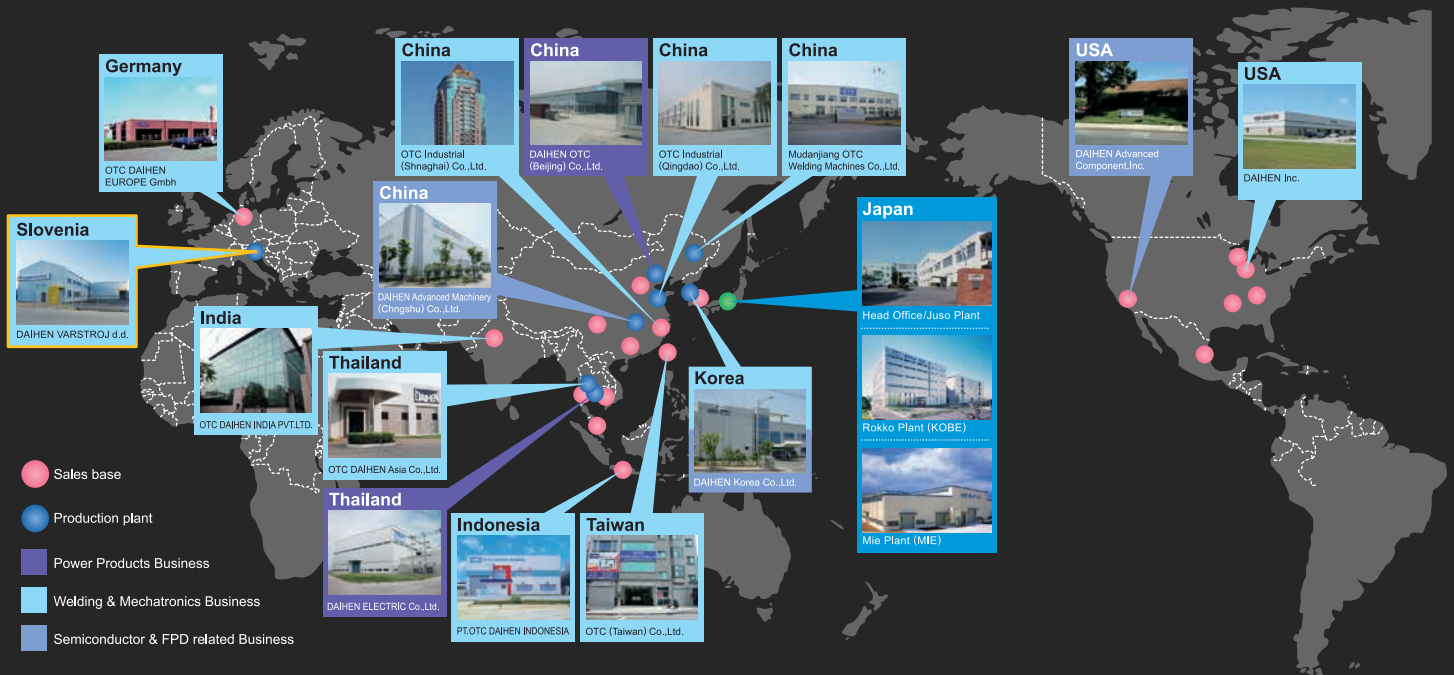 Germany
OTC DAIHEN
EUROPE Gmbh
Slovenia
DAIHEN VARSTROJ d.d.
China
OTC Industrial
(Shnaghai) Co.,Ltd.
China
DAIHEN OTC
(Beijing) Co.,Ltd.
China
OTC Industrial
(Qingdao) Co.,Ltd.
China
Mudanjiang OTC
Welding Machines Co.,Ltd.
China
DAIHEN Advanced Machinery
(Chngshu) Co.,Ltd.
India
OTC DAIHEN INDIA PVT.LTD.
Thailand
DAIHEN
OTC DAIHEN Asia Co.,Ltd.
Thailand
DAIHEN ELECTRIC Co.,Ltd.
Indonesia
PT.OTC DAIHEN INDONESIA
Taiwan
OTC (Taiwan) Co.,Ltd.
Korea
DAIHEN Korea Co.,Ltd.
Japan
Head Office/Juso Plant
Rokko Plant (KOBE)
Mie Plant (MIE)
USA
DAIHEN Advanced
Component,Inc.
USA
DAIHEN Inc.
Sales base
Production plant
Power Products Business
Welding & Mechatronics Business
Semiconductor & FPD related Business